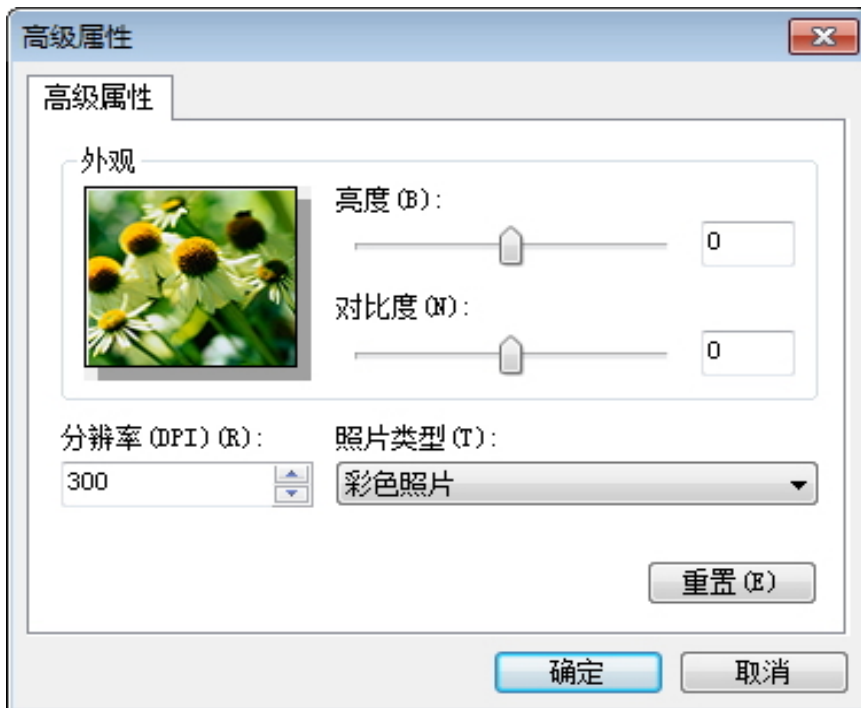 高级属性
高级属性
外观
亮度(B):
0
对比度(N):
0
分辨率(DPI)(R):
照片类型(T):
300
彩色照片
重置(E)
确定
取消